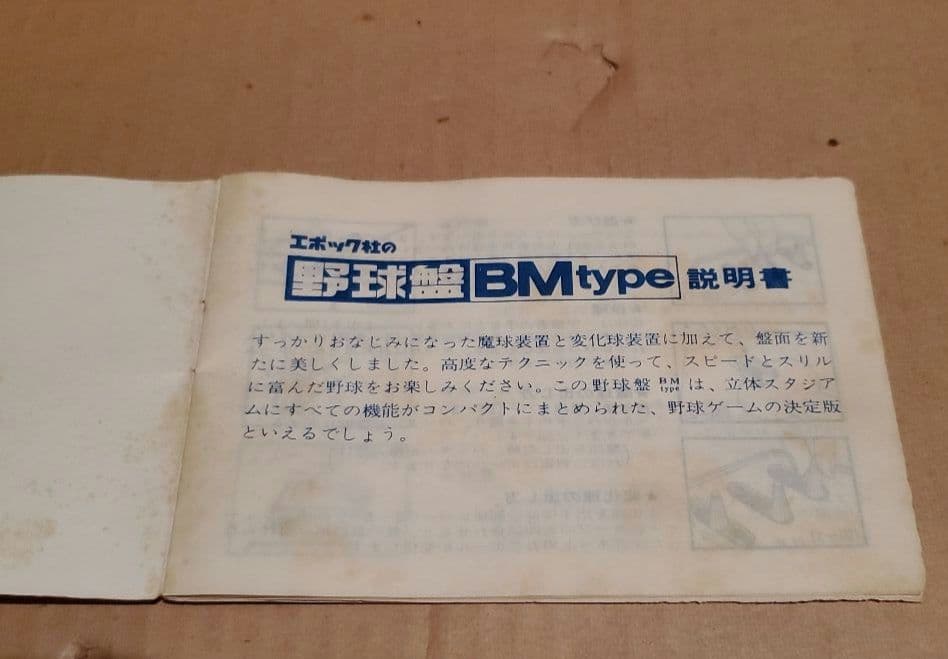 エポック社の
野球盤 BMtype 説明書
すっかりおなじみになった魔球装置と変化球装置に加えて、盤面を新
たに美しくしました。高度なテクニックを使って、スピードとスリル
に富んだ野球をお楽しみください。この野球盤BMtypeは、立体スタジア
ムにすべての機能がコンパクトにまとめられた、野球ゲームの決定版
といえるでしょう。